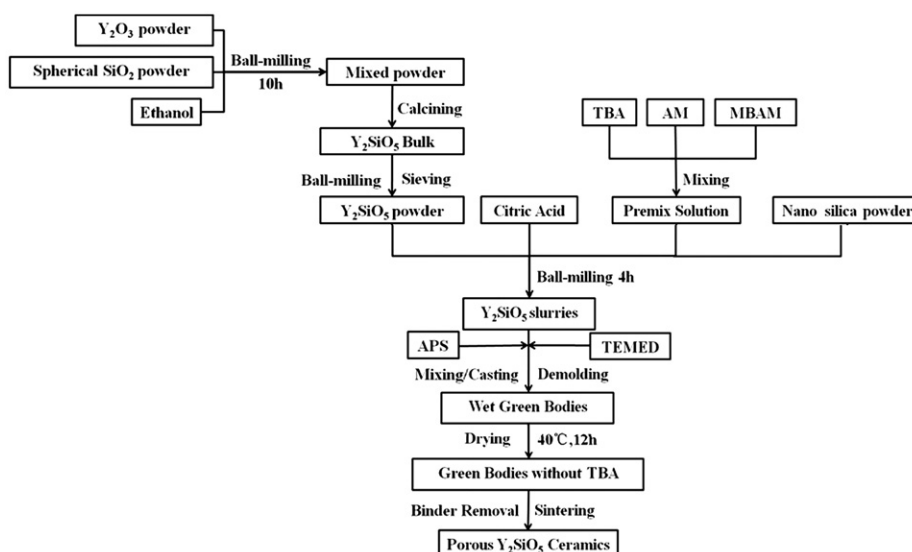 Y₂O₃ powder
Spherical SiO₂ powder
Ethanol
Ball-milling
10h
Mixed powder
Calcining
Y₂SiO₅ Bulk
Ball-milling Sieving
Y₂SiO₅ powder
TBA
AM
MBAM
Mixing
Citric Acid
Premix Solution
Nano silica powder
Ball-milling 4h
Y₂SiO₅ slurries
APS
TEMED
Mixing/Casting Demolding
Wet Green Bodies
Drying 40℃,12h
Green Bodies without TBA
Binder Removal Sintering
Porous Y₂SiO₅ Ceramics